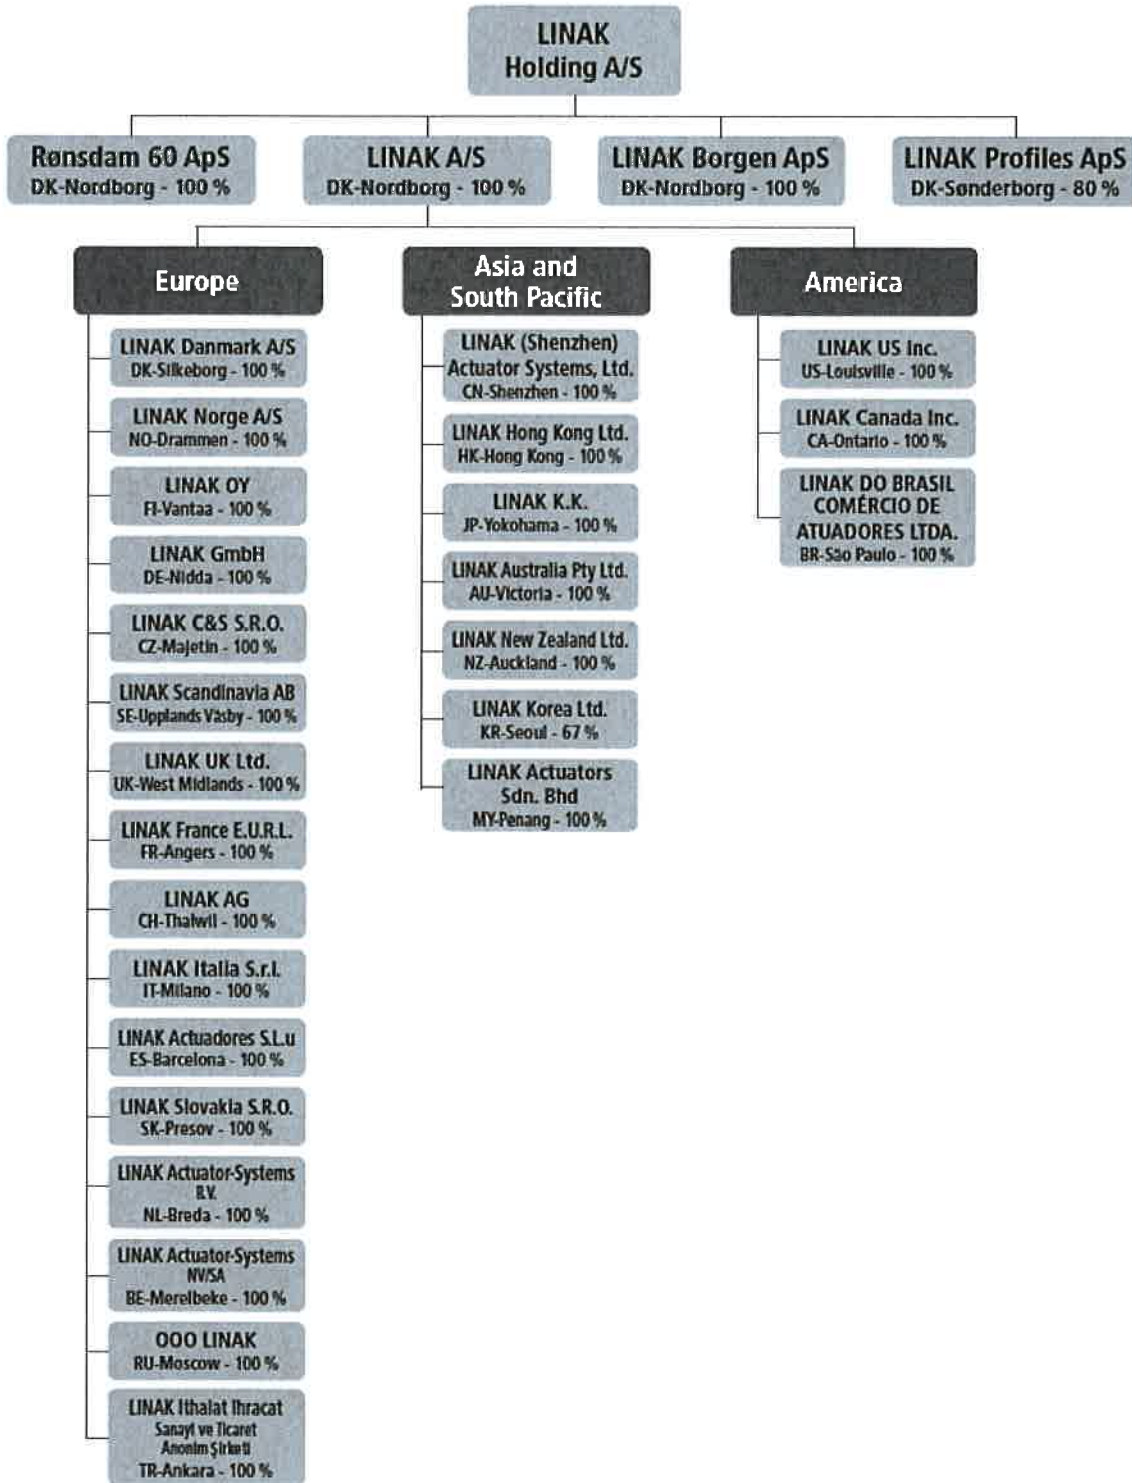 LINAK
Holding A/S
Rønsdam 60 ApS
DK-Nordborg - 100 %
LINAK A/S
DK-Nordborg - 100 %
LINAK Borgen ApS
DK-Nordborg - 100 %
LINAK Profiles ApS
DK-Sønderborg - 80 %
Europe
LINAK Danmark A/S
DK-Silkeborg - 100 %
LINAK Norge A/S
NO-Drammen - 100 %
LINAK OY
FI-Vantaa - 100 %
LINAK GmbH
DE-Nidda - 100 %
LINAK C&S S.R.O.
CZ-Majetin - 100 %
LINAK Scandinavia AB
SE-Upplands Väsby - 100 %
LINAK UK Ltd.
UK-West Midlands - 100 %
LINAK France E.U.R.L.
FR-Angers - 100 %
LINAK AG
CH-Thalwil - 100 %
LINAK Italia S.r.l.
IT-Milano - 100 %
LINAK Actuadores S.L.u
ES-Barcelona - 100 %
LINAK Slovakia S.R.O.
SK-Presov - 100 %
LINAK Actuator-Systems
B.V.
NL-Breda - 100 %
LINAK Actuator-Systems
NV/SA
BE-Merelbeke - 100 %
OOO LINAK
RU-Moscow - 100 %
LINAK Ithalat Ihracat
Sanayi ve Ticaret
Anonim Şirketi
TR-Ankara - 100 %
Asia and
South Pacific
LINAK (Shenzhen)
Actuator Systems, Ltd.
CN-Shenzhen - 100 %
LINAK Hong Kong Ltd.
HK-Hong Kong - 100 %
LINAK K.K.
JP-Yokohama - 100 %
LINAK Australia Pty Ltd.
AU-Victoria - 100 %
LINAK New Zealand Ltd.
NZ-Auckland - 100 %
LINAK Korea Ltd.
KR-Seoul - 67 %
LINAK Actuators
Sdn. Bhd
MY-Penang - 100 %
America
LINAK US Inc.
US-Louisville - 100 %
LINAK Canada Inc.
CA-Ontario - 100 %
LINAK DO BRASIL
COMÉRCIO DE
ATUADORES LTDA.
BR-São Paulo - 100 %